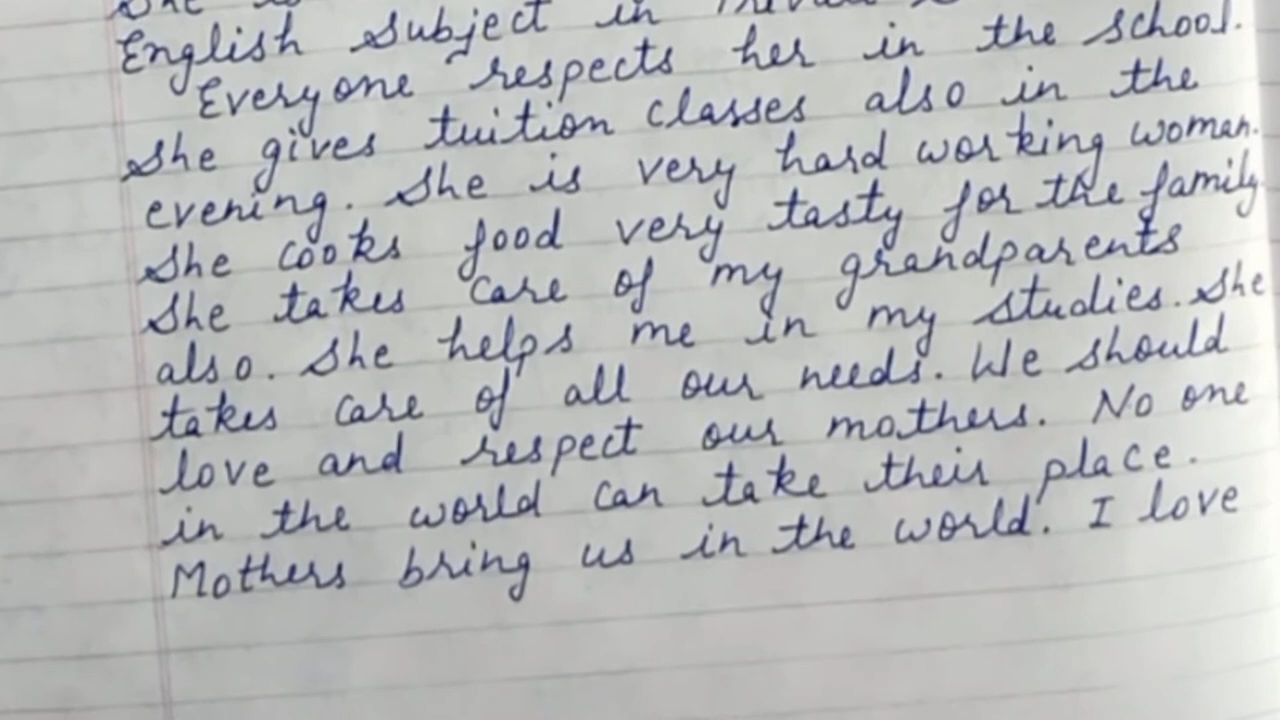 She
English subject in
Everyone respects her in the school.
She gives tuition classes also in the
evening. She is very hard working woman.
She cooks food very tasty for the family
She takes care of my grandparents
also. She helps me in my studies. She
takes care of all our needs. We should
love and respect our mothers. No one
in the world can take their place.
Mothers bring us in the world. I love